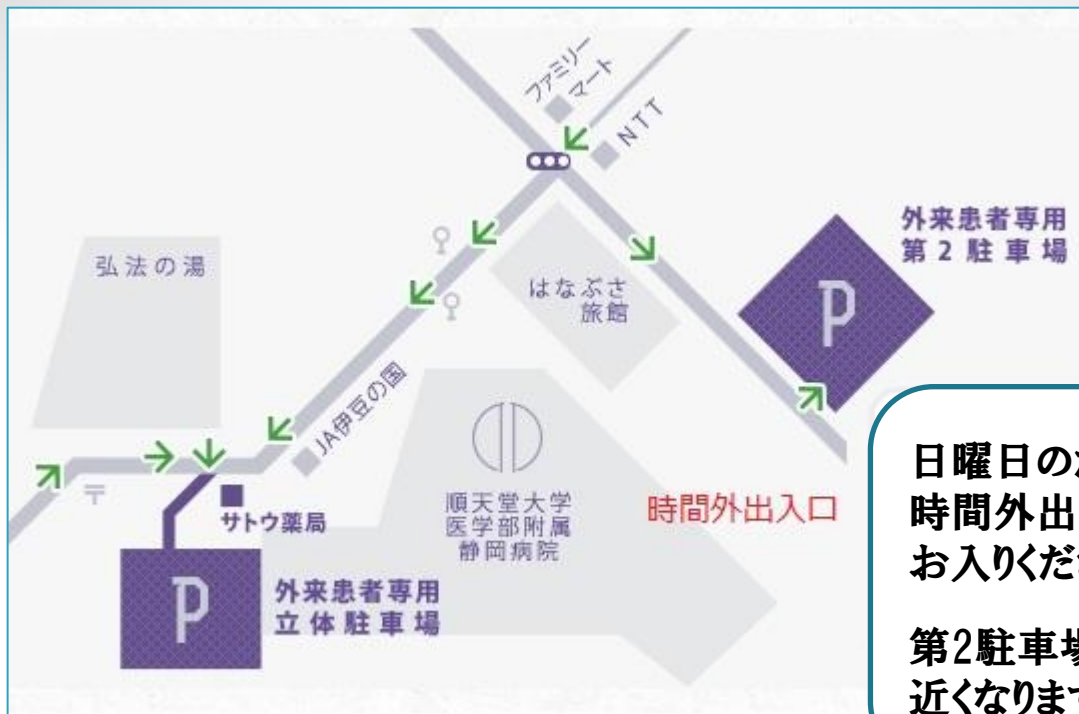 ファミリー
マート
NTT
外来患者専用
第2駐車場
P
弘法の湯
はなぶさ
旅館
JA伊豆の国
〒
サトウ薬局
順天堂大学
医学部附属
静岡病院
時間外出入口
P
外来患者専用
立体駐車場
日曜日の
時間外出
お入りくだ
第2駐車場
近くなります